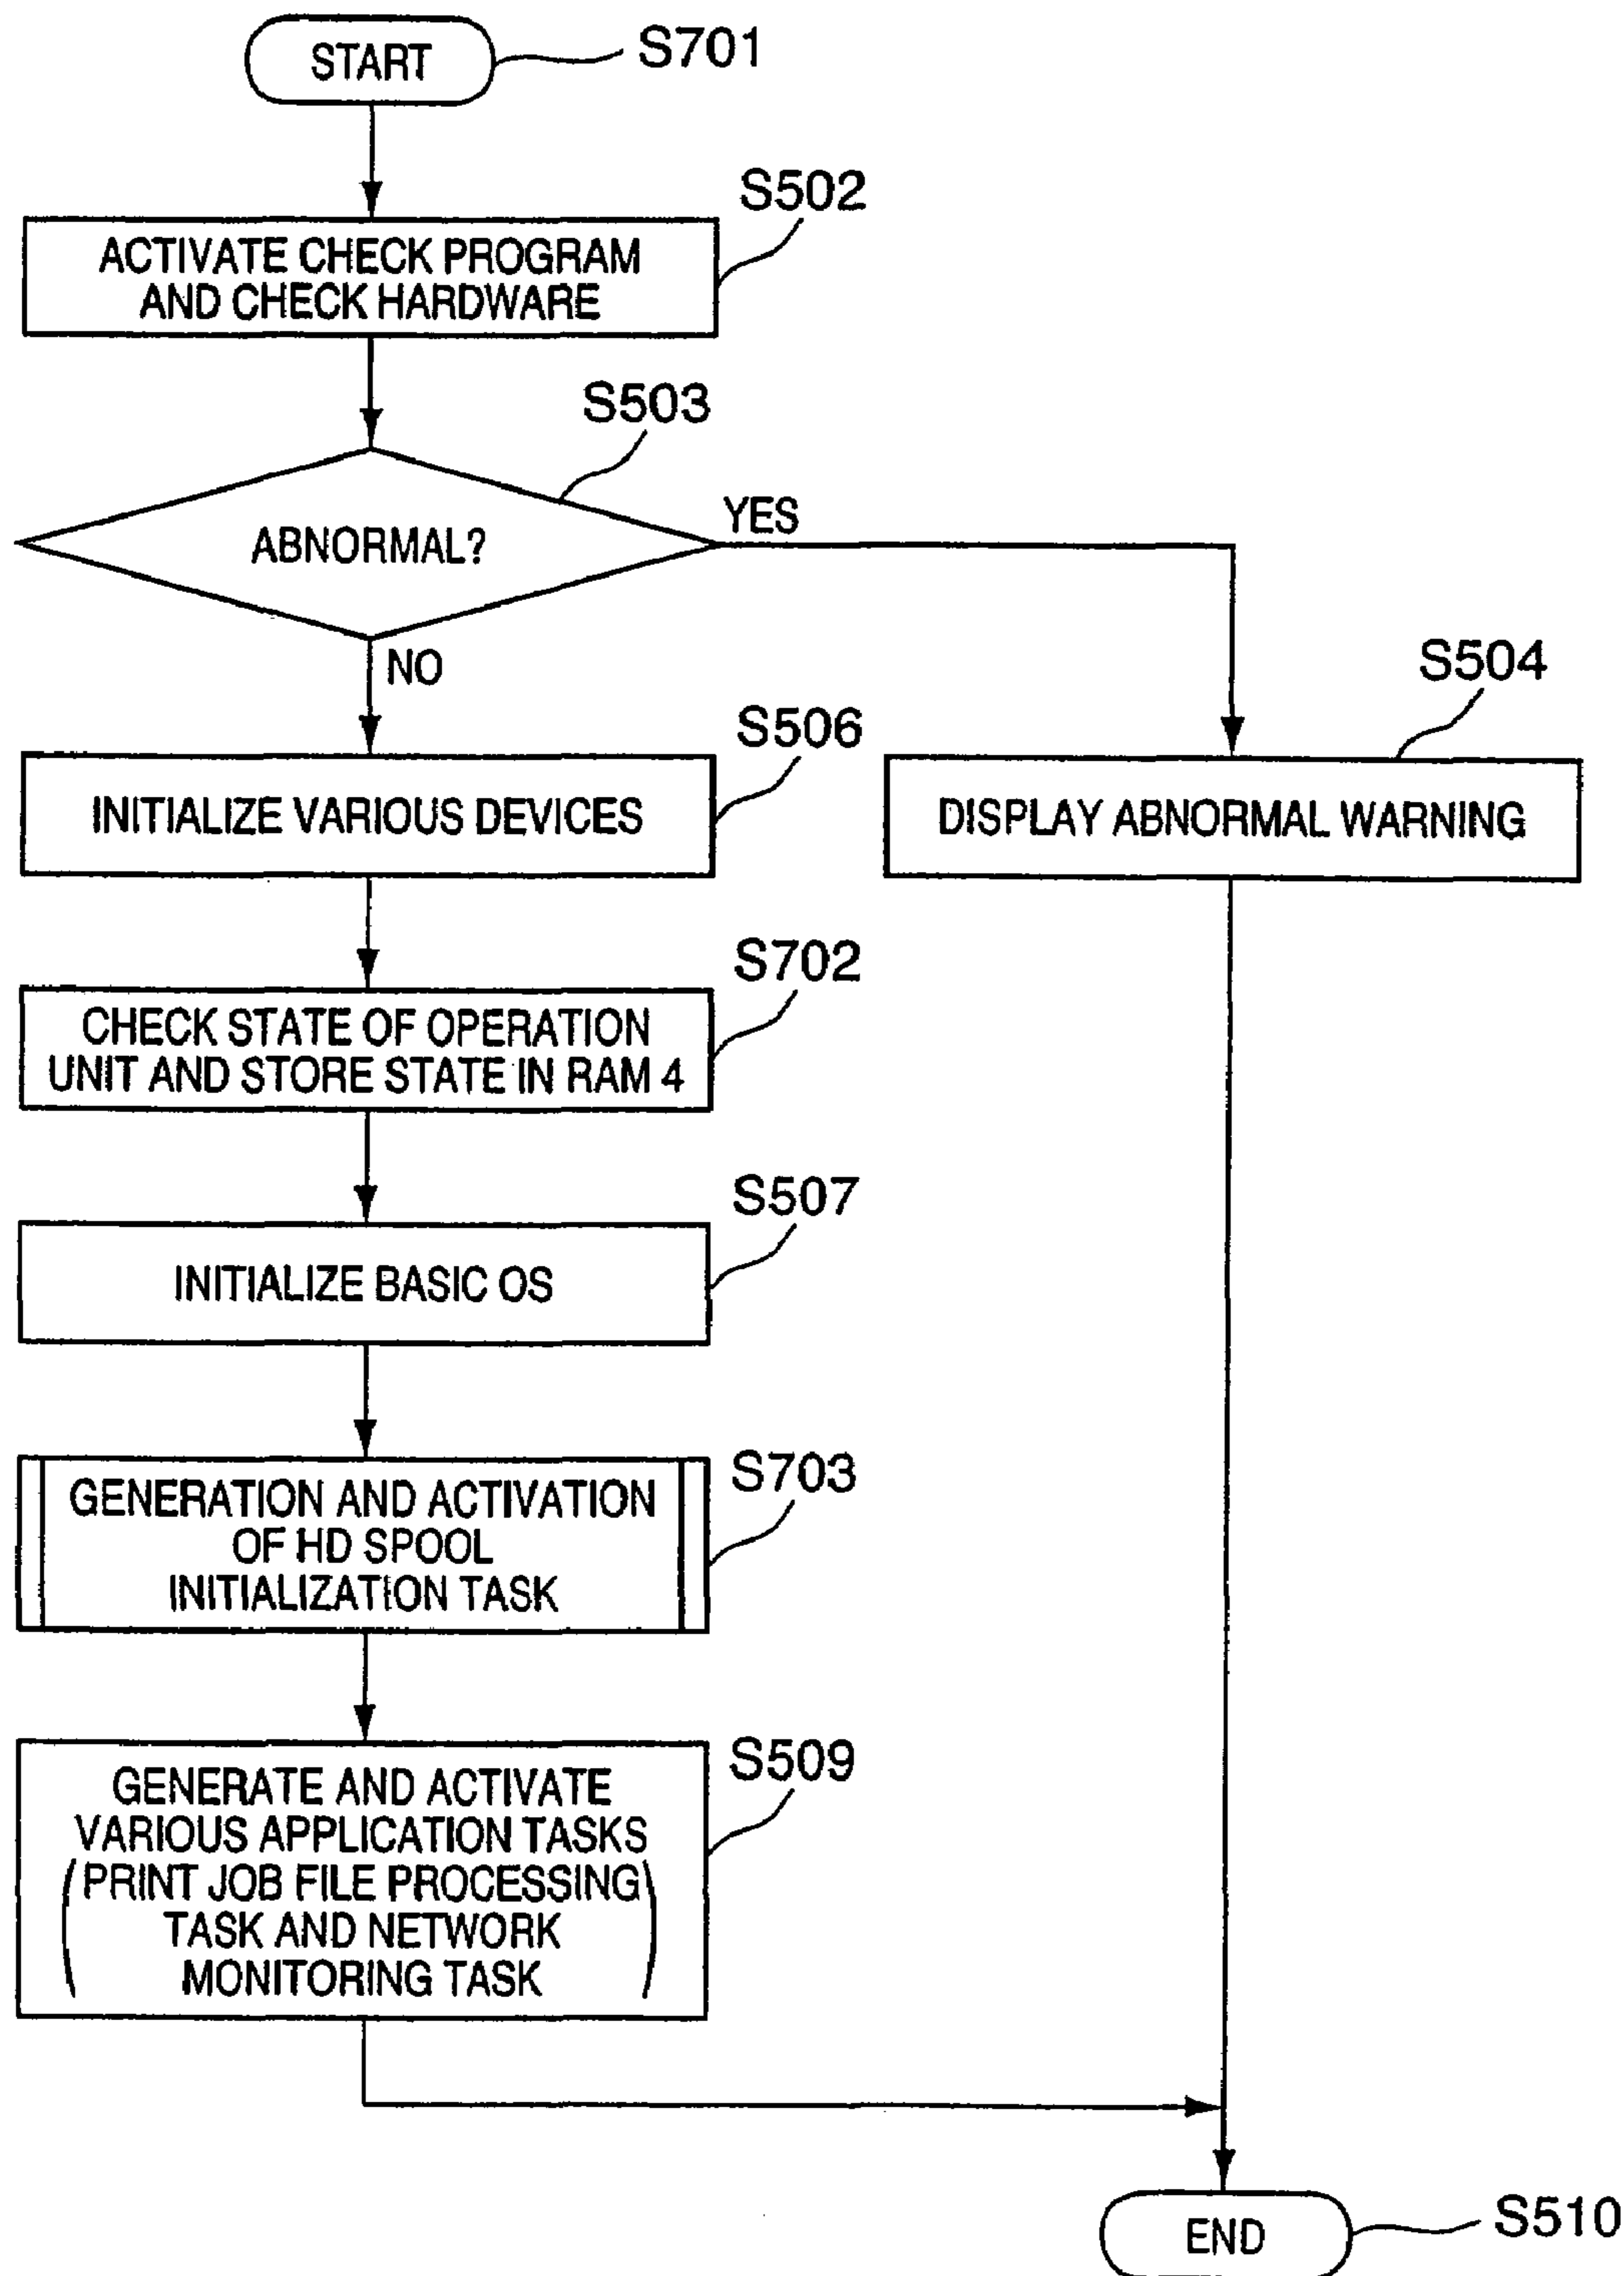 START
S701
S502
ACTIVATE CHECK PROGRAM
AND CHECK HARDWARE
S503
ABNORMAL?
YES
NO
S504
S506
INITIALIZE VARIOUS DEVICES
DISPLAY ABNORMAL WARNING
S702
CHECK STATE OF OPERATION
UNIT AND STORE STATE IN RAM 4
S507
INITIALIZE BASIC OS
S703
GENERATION AND ACTIVATION
OF HD SPOOL
INITIALIZATION TASK
S509
GENERATE AND ACTIVATE
VARIOUS APPLICATION TASKS
(PRINT JOB FILE PROCESSING
TASK AND NETWORK
MONITORING TASK)
END
S510